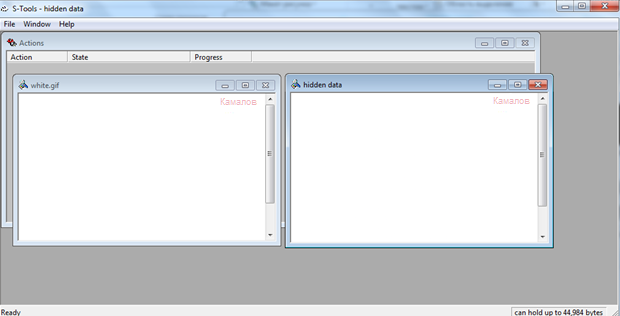 S-Tools - hidden data
File Window Help
Actions
Action State Progress
white.gif
Камалов
hidden data
Камалов
Ready
can hold up to 44,984 bytes